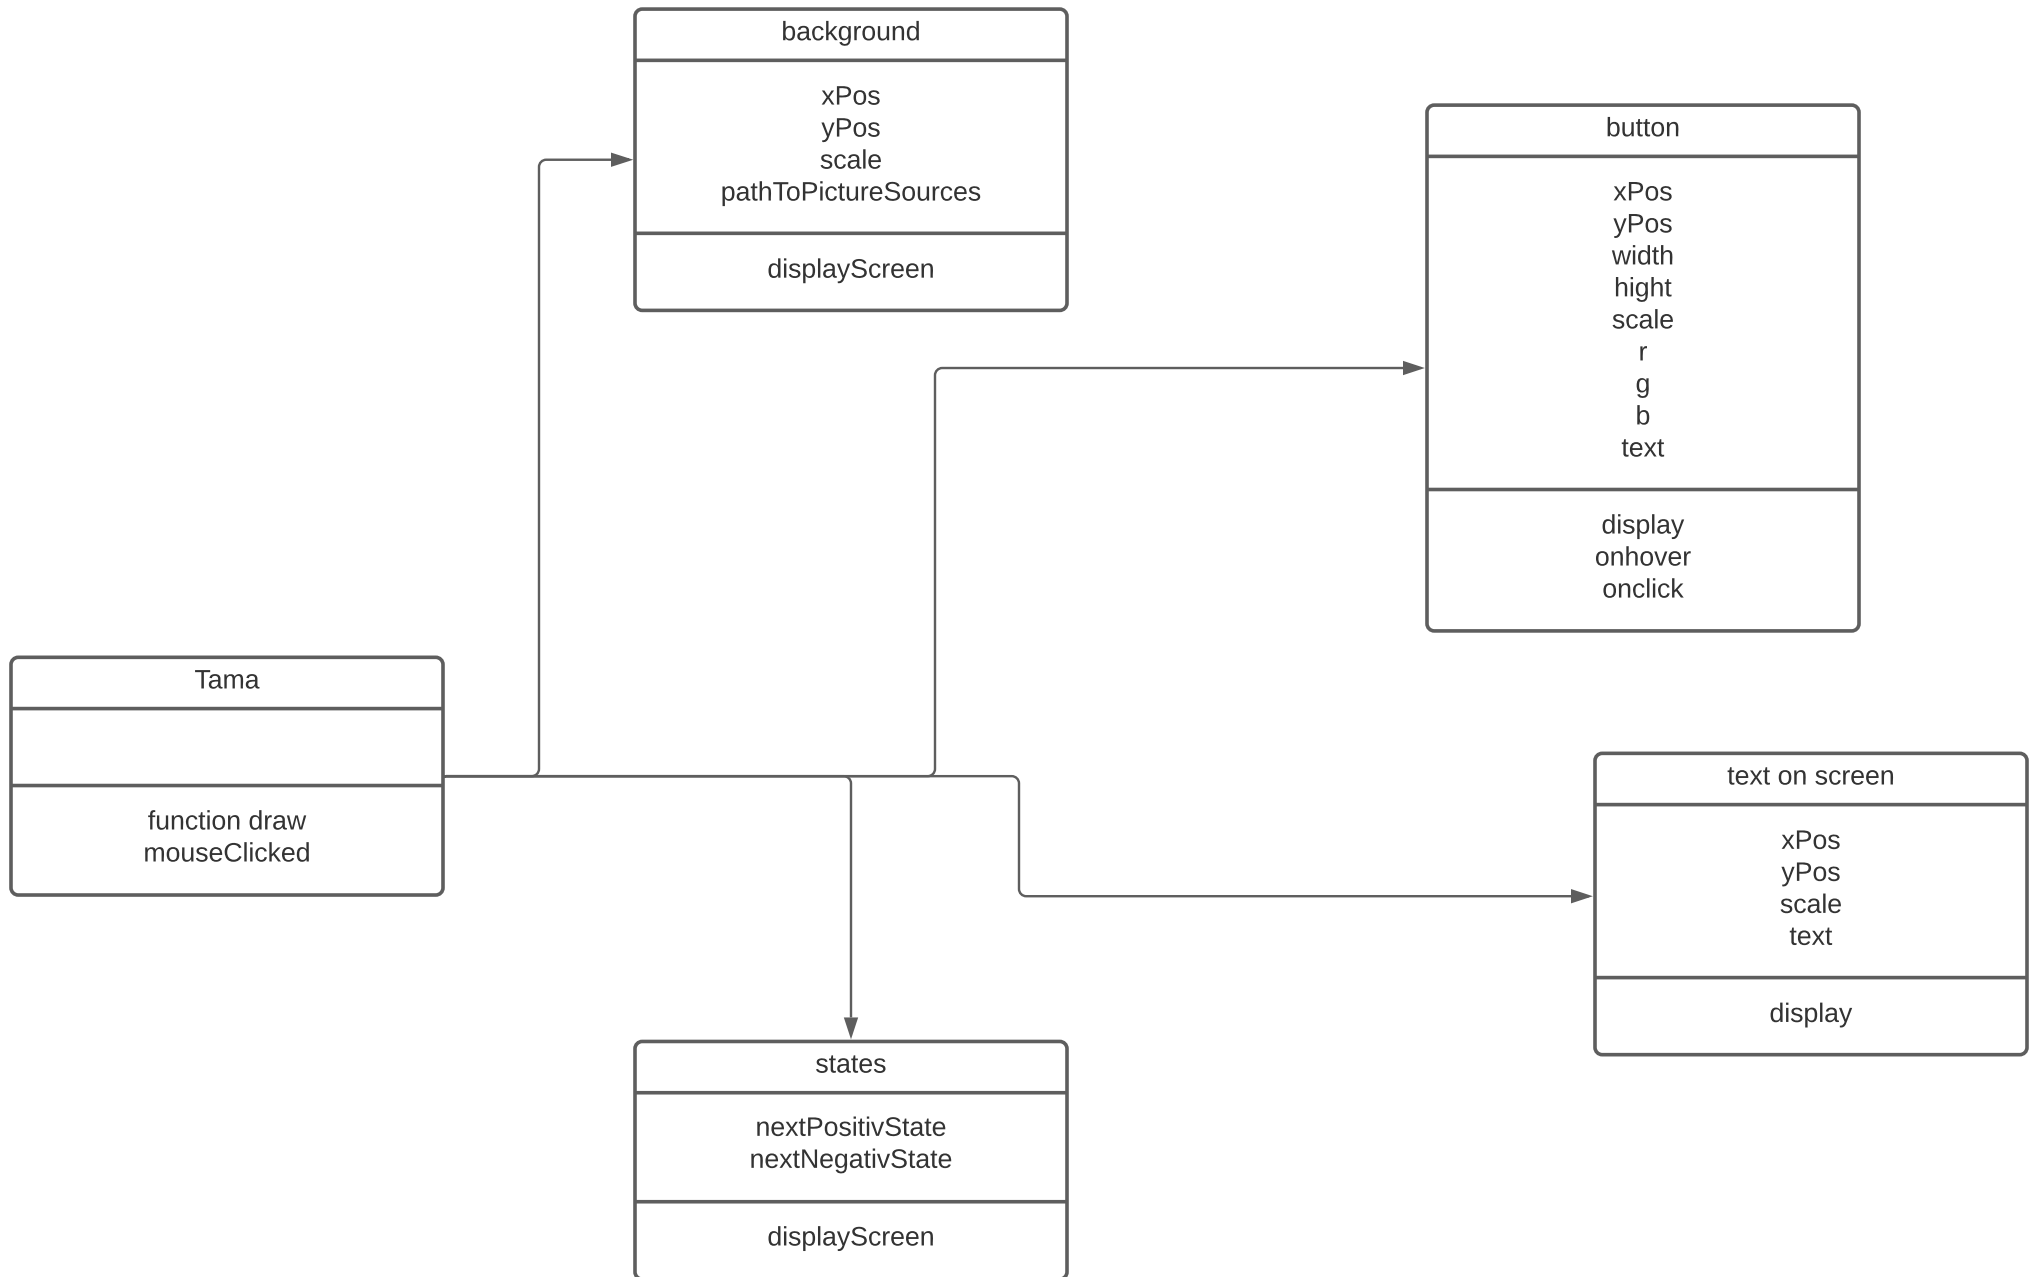 background
xPos
yPos
scale
pathToPictureSources
displayScreen
button
xPos
yPos
width
hight
scale
r
g
b
text
display
onhover
onclick
Tama
function draw
mouseClicked
text on screen
xPos
yPos
scale
text
display
states
nextPositivState
nextNegativState
displayScreen